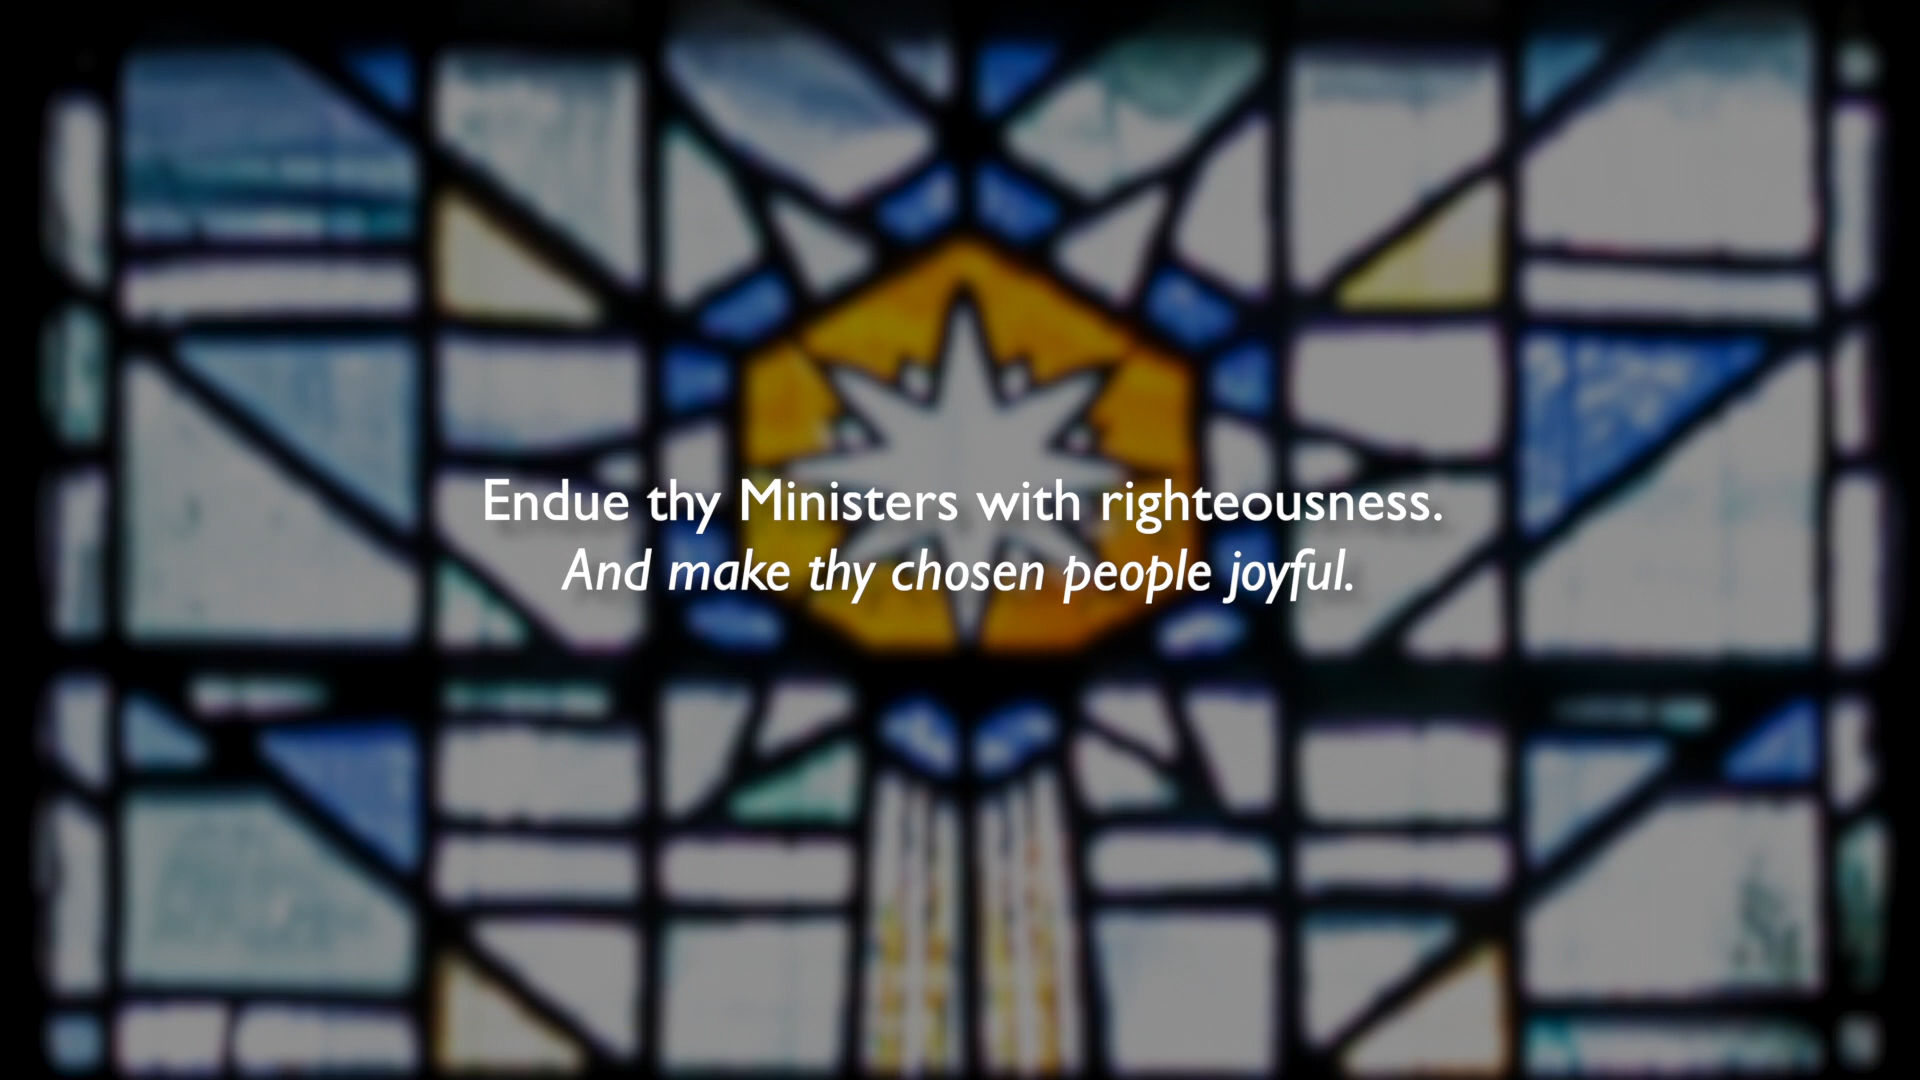 Endue thy Ministers with righteousness.
And make thy chosen people joyful.